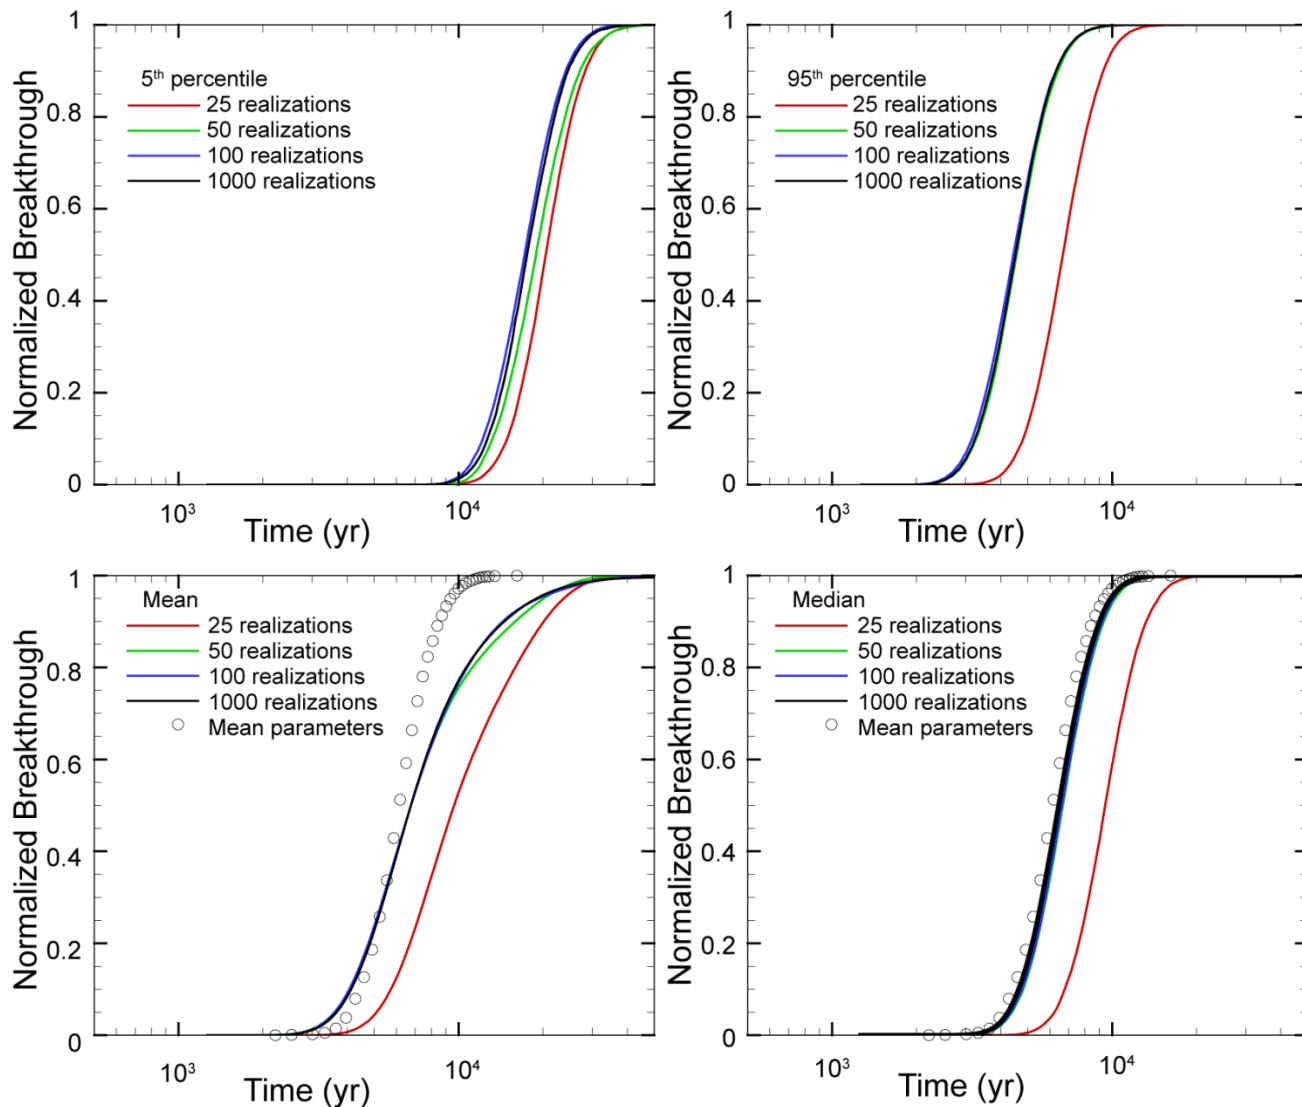 Normalized Breakthrough
1
0.8
0.6
0.4
0.2
0
5th percentile
25 realizations
50 realizations
100 realizations
1000 realizations
10³
10⁴
Time (yr)
Normalized Breakthrough
1
0.8
0.6
0.4
0.2
0
95th percentile
25 realizations
50 realizations
100 realizations
1000 realizations
10³
10⁴
Time (yr)
Normalized Breakthrough
1
0.8
0.6
0.4
0.2
0
Mean
25 realizations
50 realizations
100 realizations
1000 realizations
Mean parameters
10³
10⁴
Time (yr)
Normalized Breakthrough
1
0.8
0.6
0.4
0.2
0
Median
25 realizations
50 realizations
100 realizations
1000 realizations
Mean parameters
10³
10⁴
Time (yr)